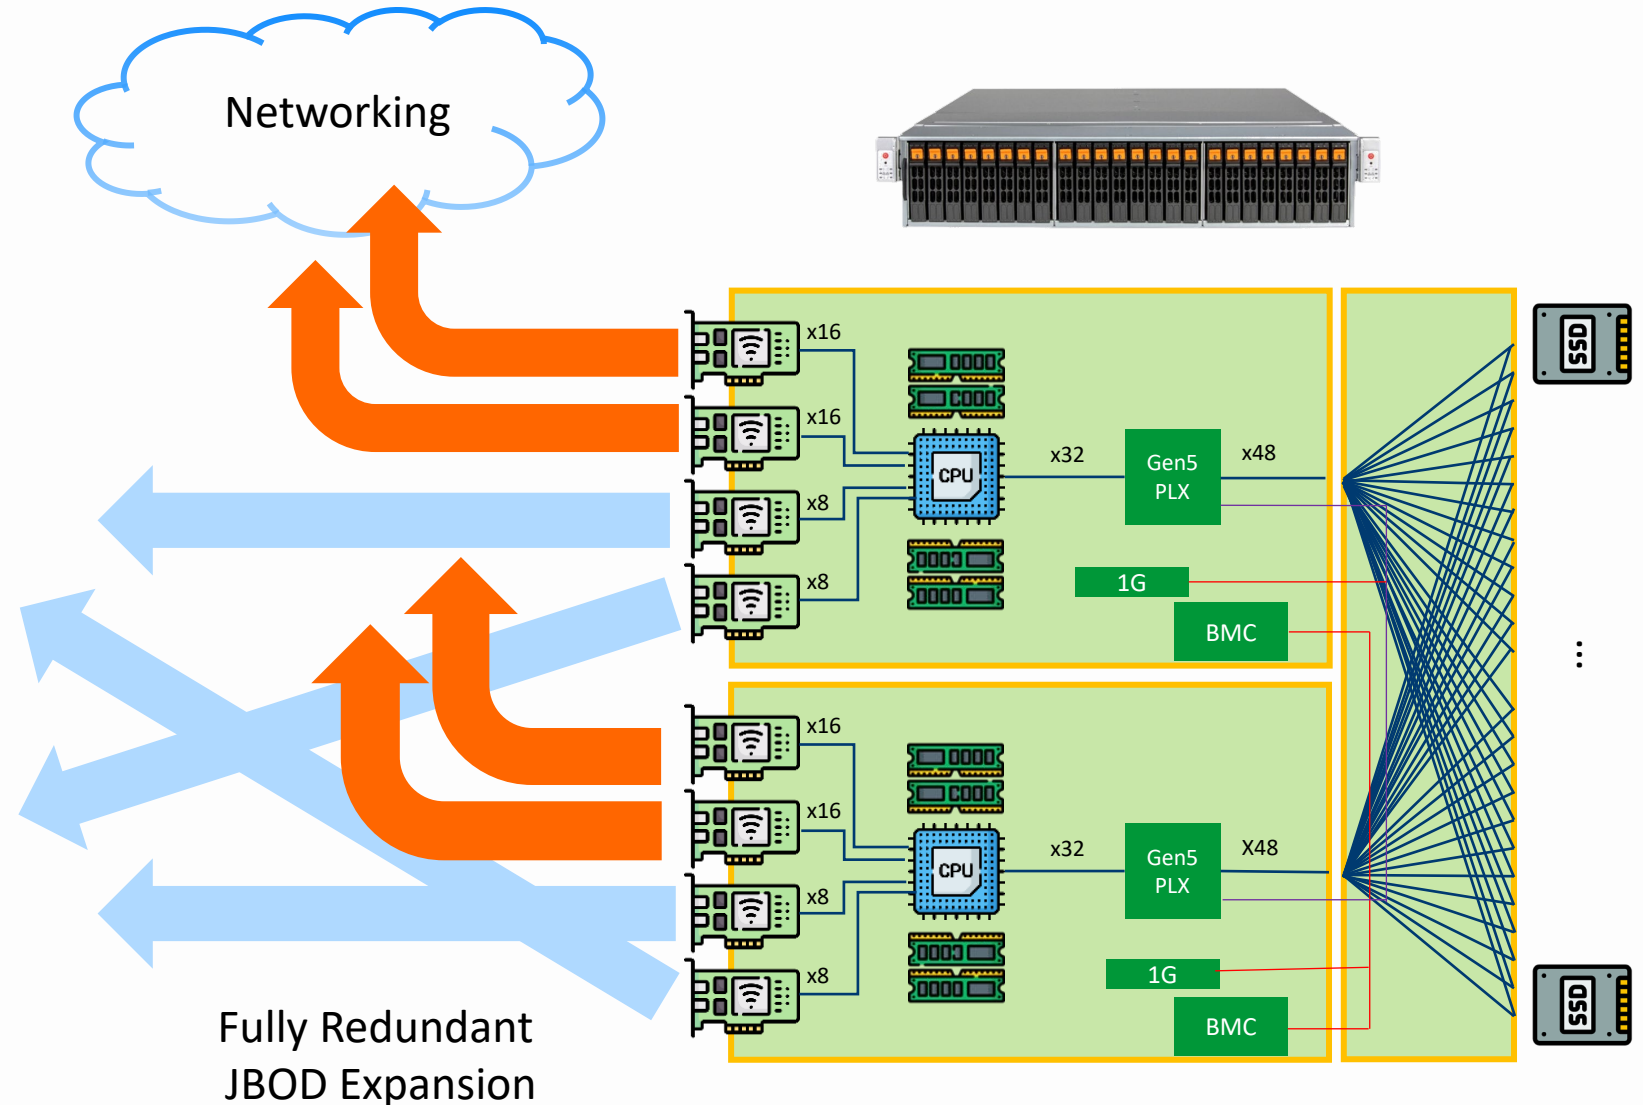 Networking
x16
x16
x8
x8
CPU
x32
Gen5
PLX
x48
1G
BMC
SSD
...
x16
x16
x8
x8
CPU
x32
Gen5
PLX
X48
1G
BMC
SSD
Fully Redundant
JBOD Expansion